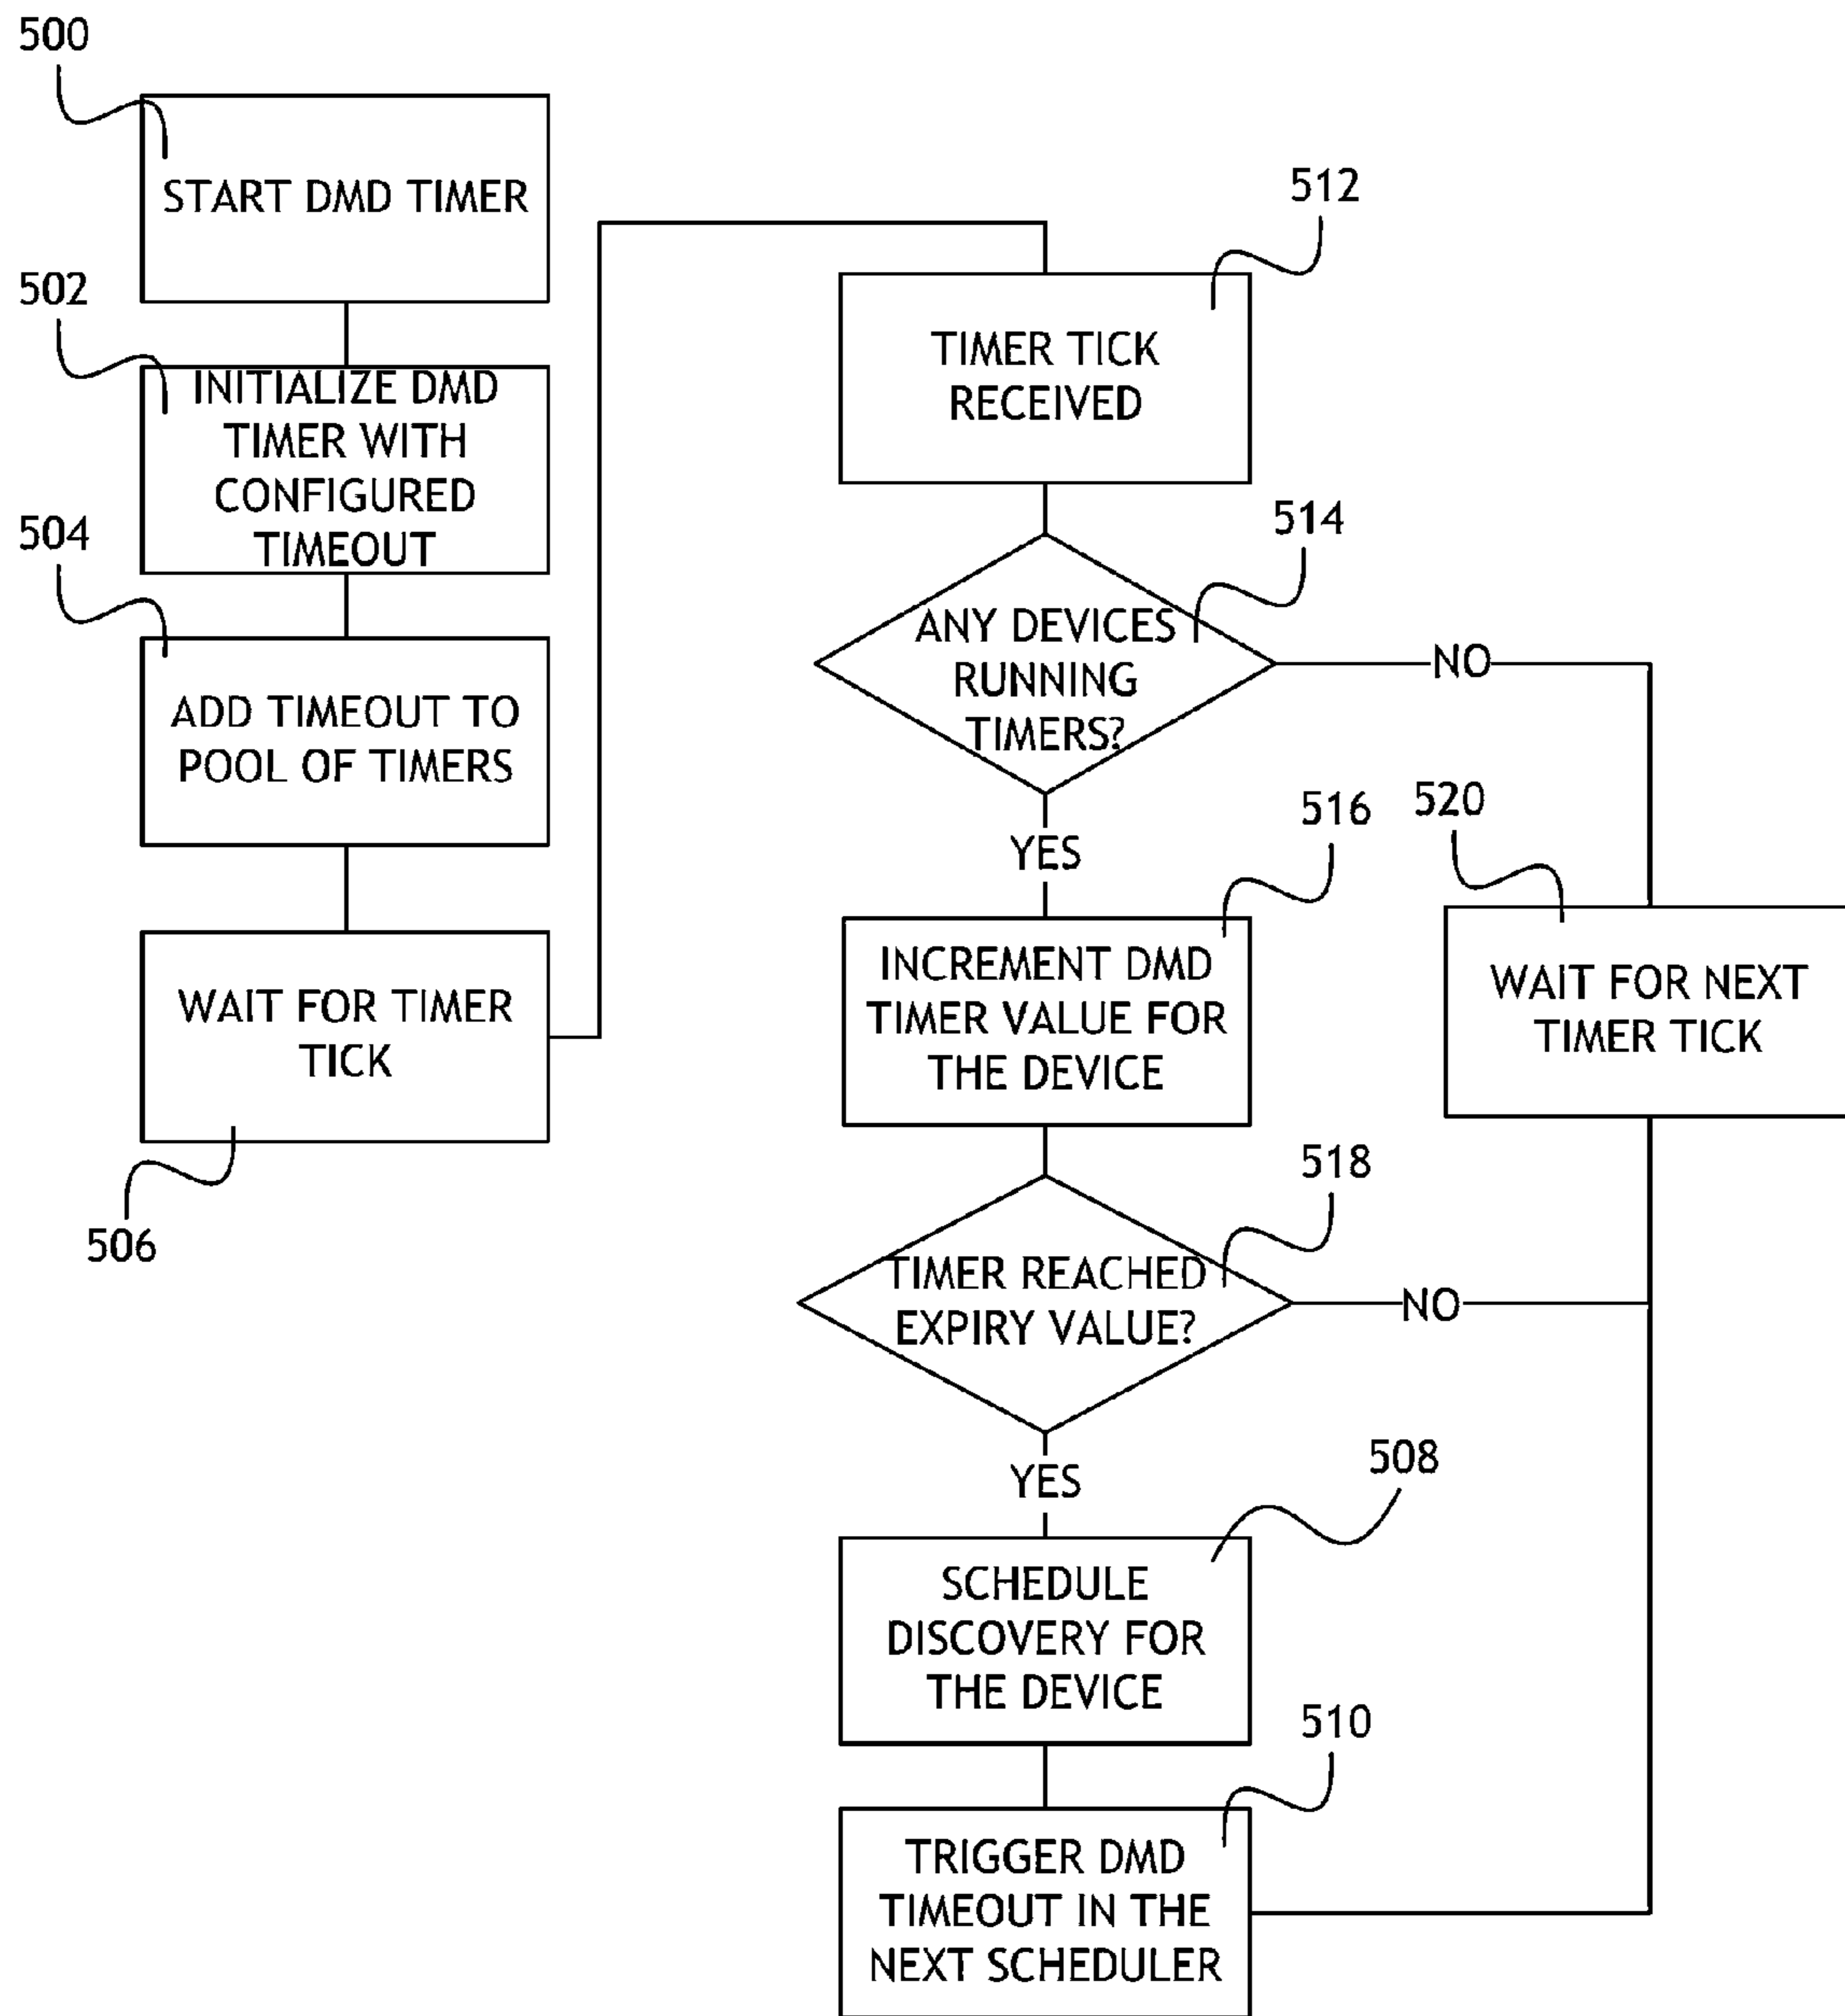 500
START DMD TIMER
502
INITIALIZE DMD
TIMER WITH
CONFIGURED
TIMEOUT
504
ADD TIMEOUT TO
POOL OF TIMERS
WAIT FOR TIMER
TICK
506
512
TIMER TICK
RECEIVED
514
ANY DEVICES
RUNNING
TIMERS?
NO
YES
516
520
INCREMENT DMD
TIMER VALUE FOR
THE DEVICE
WAIT FOR NEXT
TIMER TICK
518
TIMER REACHED
EXPIRY VALUE?
NO
YES
508
SCHEDULE
DISCOVERY FOR
THE DEVICE
510
TRIGGER DMD
TIMEOUT IN THE
NEXT SCHEDULER